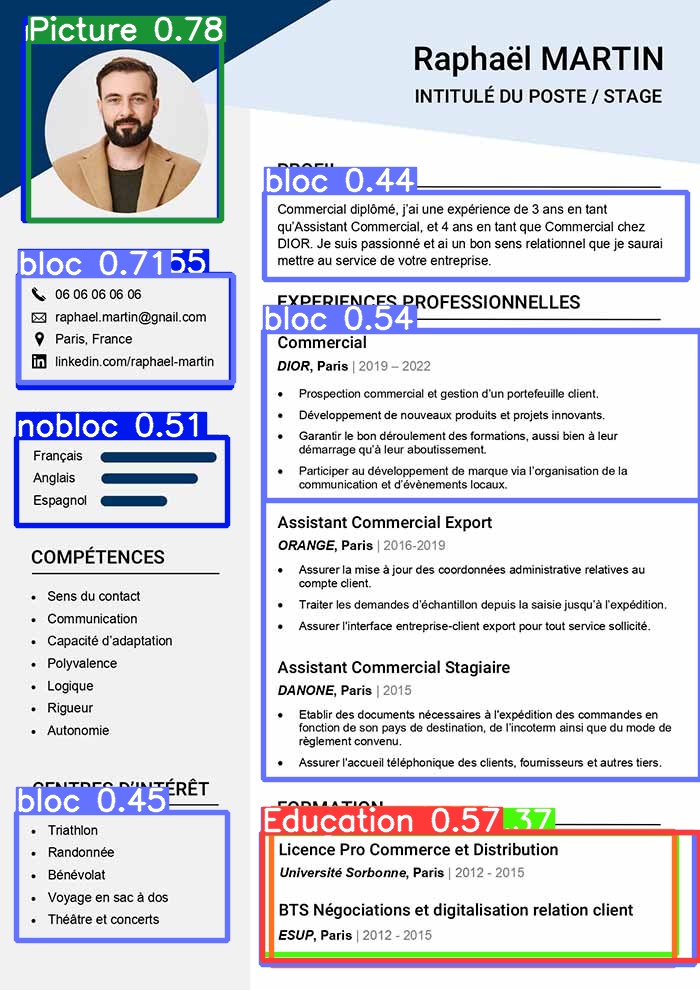 Picture 0.78
Raphaël MARTIN
INTITULÉ DU POSTE / STAGE
bloc 0.71
55
06 06 06 06 06
raphael.martin@gnail.com
Paris, France
linkedin.com/raphael-martin
nobloc 0.51
Français
Anglais
Espagnol
COMPÉTENCES
Sens du contact
Communication
Capacité d'adaptation
Polyvalence
Logique
Rigueur
Autonomie
CENTRES D'INTÉRÊT
bloc 0.45
Triathlon
Randonnée
Bénévolat
Voyage en sac à dos
Théâtre et concerts
PROFIL
bloc 0.44
Commercial diplômé, j'ai une expérience de 3 ans en tant
qu'Assistant Commercial, et 4 ans en tant que Commercial chez
DIOR. Je suis passionné et ai un bon sens relationnel que je saurai
mettre au service de votre entreprise.
EXPERIENCES PROFESSIONNELLES
bloc 0.54
Commercial
DIOR, Paris | 2019 – 2022
Prospection commercial et gestion d'un portefeuille client.
Développement de nouveaux produits et projets innovants.
Garantir le bon déroulement des formations, aussi bien à leur
démarrage qu'à leur aboutissement.
Participer au développement de marque via l'organisation de la
communication et d'évènements locaux.
Assistant Commercial Export
ORANGE, Paris | 2016-2019
Assurer la mise à jour des coordonnées administrative relatives au
compte client.
Traiter les demandes d'échantillon depuis la saisie jusqu'à l'expédition.
Assurer l'interface entreprise-client export pour tout service sollicité.
Assistant Commercial Stagiaire
DANONE, Paris | 2015
Etablir des documents nécessaires à l'expédition des commandes en
fonction de son pays de destination, de l'incoterm ainsi que du mode de
règlement convenu.
Assurer l'accueil téléphonique des clients, fournisseurs et autres tiers.
FORMATION
Education 0.57
.37
Licence Pro Commerce et Distribution
Université Sorbonne, Paris | 2012 - 2015
BTS Négociations et digitalisation relation client
ESUP, Paris | 2012 - 2015